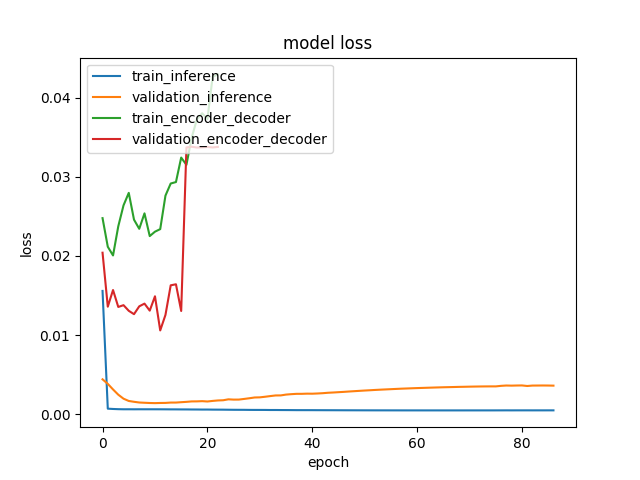 model loss
train_inference
validation_inference
train_encoder_decoder
validation_encoder_decoder
0.04
0.03
0.02
0.01
0.00
loss
0 20 40 60 80
epoch